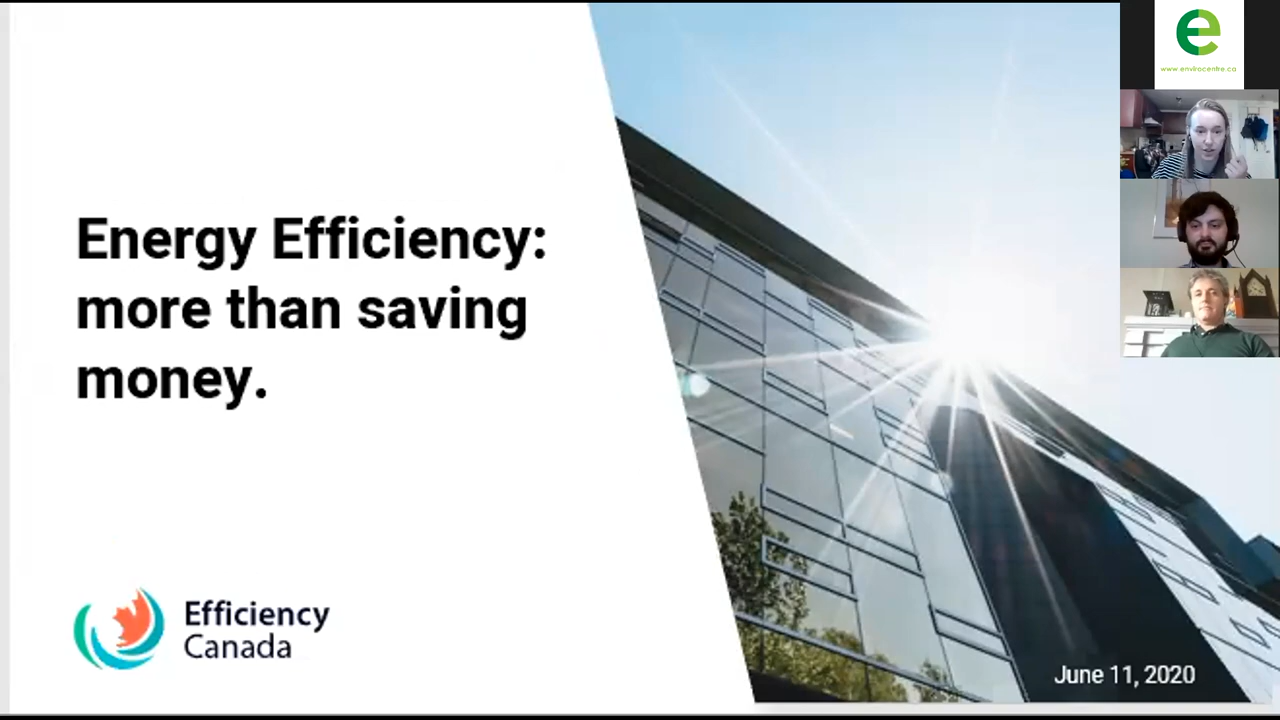 Energy Efficiency:
more than saving
money.
Efficiency
Canada
June 11, 2020
www.envirocentre.ca